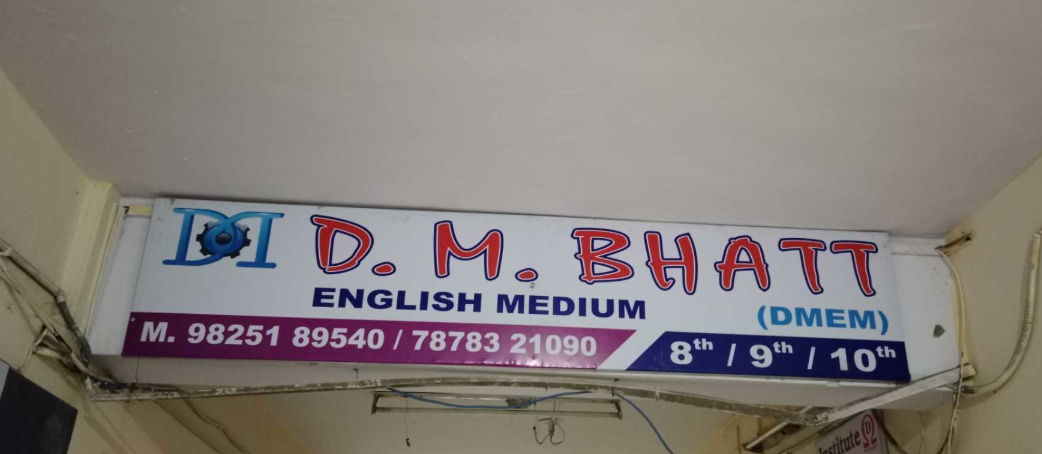 D. M. BHATT
ENGLISH MEDIUM
(DMEM)
M. 98251 89540 / 78783 21090
8th / 9th / 10th
Institute